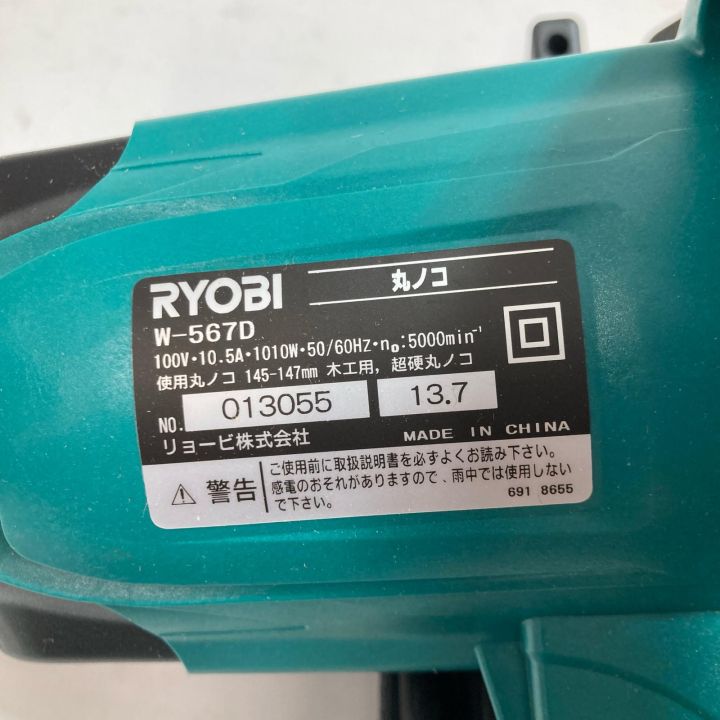 RYOBI 丸ノコ
W-567D
100V・10.5A・1010W・50/60HZ・n₀:5000min⁻¹
使用丸ノコ 145-147mm 木工用, 超硬丸ノコ
NO. 013055 13.7
リョービ株式会社 MADE IN CHINA
⚠ 警告
ご使用前に取扱説明書を必ずよくお読み下さい。
感電のおそれがありますので、雨中では使用しない
で下さい。 691 8655